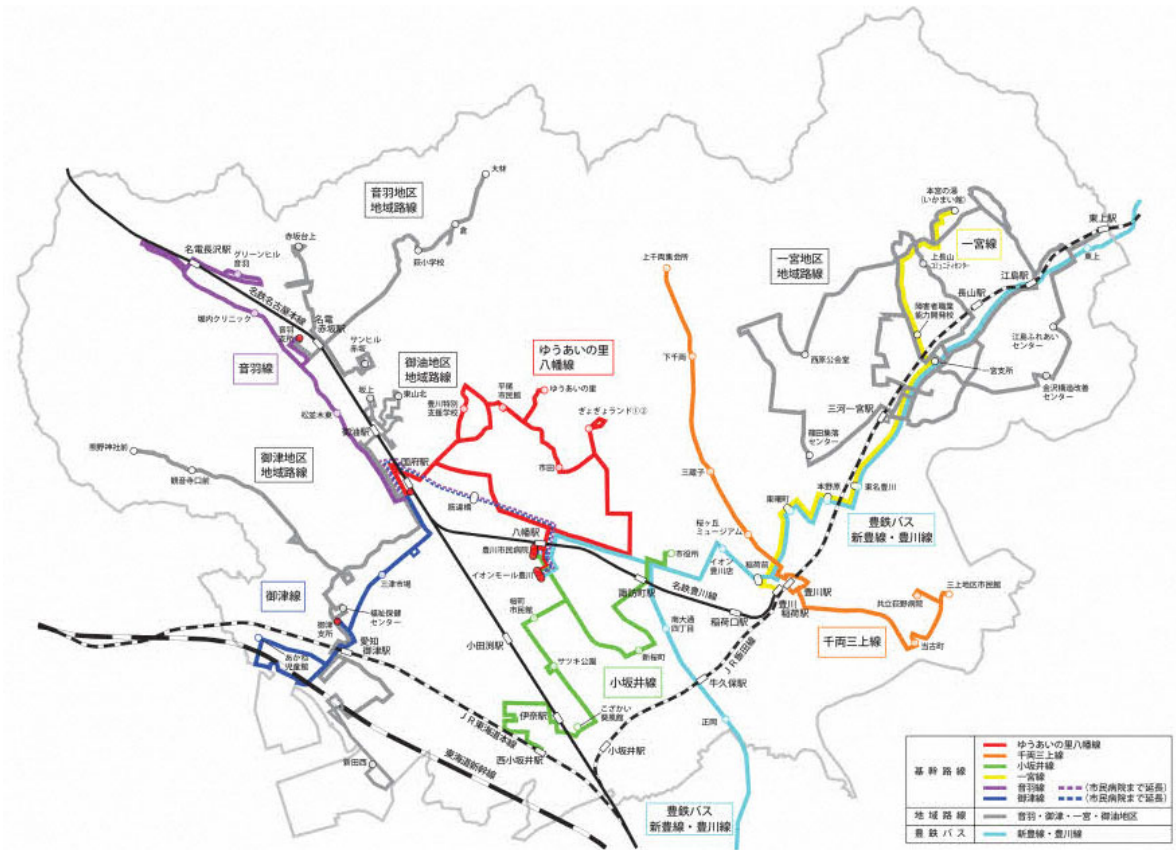 大林
倉
萩小学校
音羽地区
地域路線
赤坂台上
名電長沢駅
グリーンヒル
音羽
堀内クリニック
名鉄名古屋本線
名電
赤坂駅
音羽
支所
サンヒル
赤坂
音羽線
御油地区
地域路線
坂上
東山北
松並木東
御油駅
国府駅
御津地区
地域路線
熊野神社前
観音寺口前
ゆうあいの里
八幡線
豊川特別
支援学校
平尾
市民館
ゆうあいの里
ぎょぎょランド①②
市田
筋違橋
八幡駅
豊川市民病院
イオンモール豊川
市役所
諏訪町駅
名鉄豊川線
桜町
市民館
小田渕駅
サツキ公園
新桜町
小坂井線
こざかい
葵風館
伊奈駅
西小坂井駅
小坂井駅
JR東海道本線
東海道新幹線
御津線
三津市場
福祉保健
センター
御津
支所
愛知
御津駅
あかね
児童館
新田西
上千両集会所
下千両
三蔵子
桜ヶ丘
ミュージアム
イオン
豊川店
稲荷前
稲荷口駅
豊川
稲荷駅
豊川駅
南大通
四丁目
牛久保駅
JR飯田線
正岡
豊鉄バス
新豊線・豊川線
千両三上線
共立荻野病院
三上地区市民館
当古町
豊鉄バス
新豊線・豊川線
東曙町
本野原
東名豊川
三河一宮駅
一宮地区
地域路線
西原公会堂
篠田集落
センター
本宮の湯
(いかまい館)
一宮線
上長山
コミュニティセンター
障害者職業
能力開発校
長山駅
江島駅
東上駅
東上
江島ふれあい
センター
一宮支所
金沢構造改善
センター
基幹路線
ゆうあいの里八幡線
千両三上線
小坂井線
一宮線
音羽線
(市民病院まで延長)
御津線
(市民病院まで延長)
地域路線
音羽・御津・一宮・御油地区
豊鉄バス
新豊線・豊川線